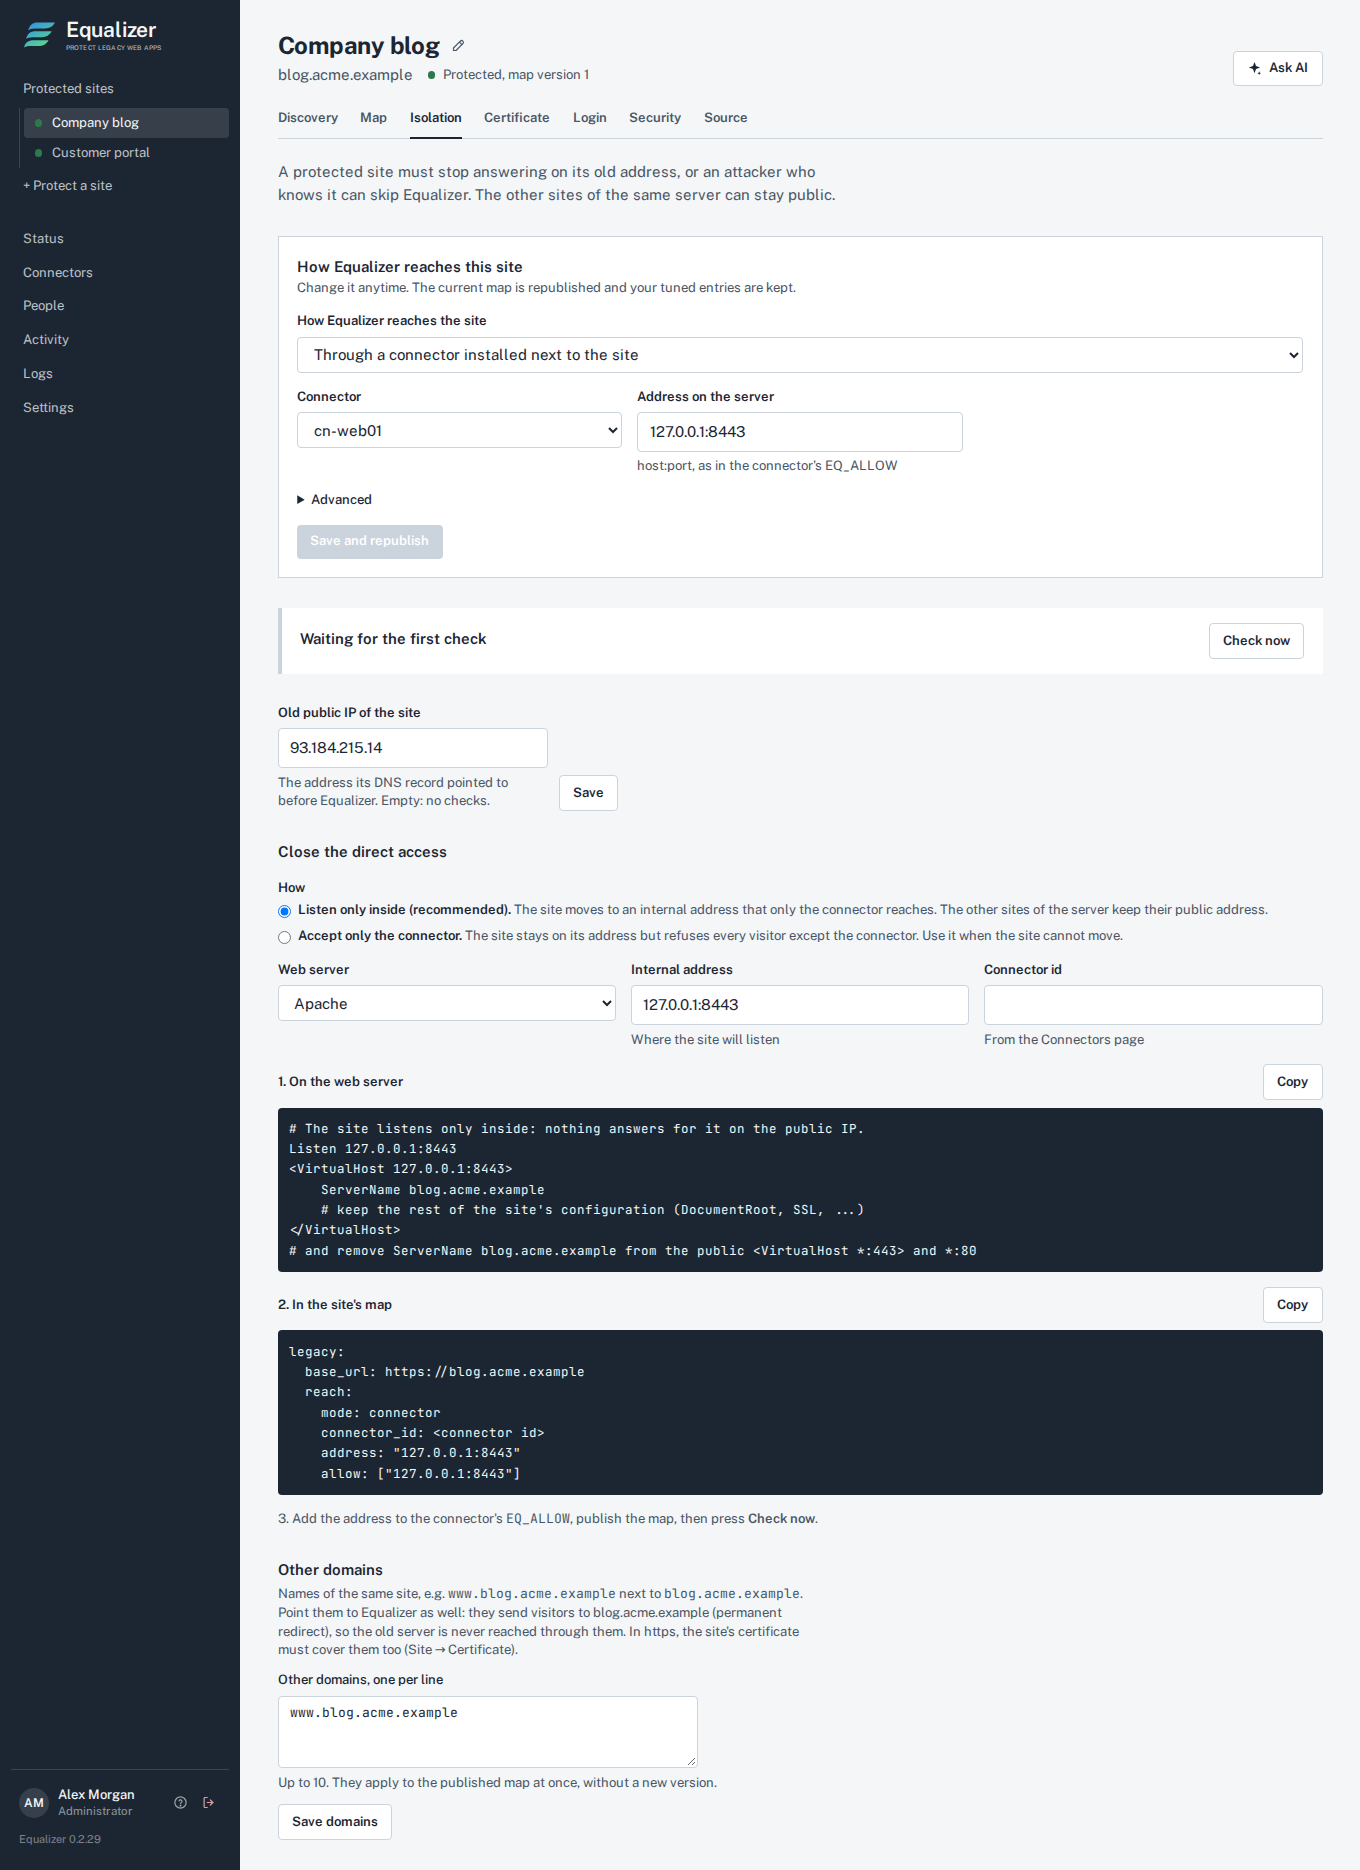 Equalizer
PROTECT LEGACY WEB APPS
Protected sites
Company blog
Customer portal
+ Protect a site
Status
Connectors
People
Activity
Logs
Settings
AM
Alex Morgan
Administrator
Equalizer 0.2.29
Company blog
blog.acme.example
Protected, map version 1
Ask AI
Discovery
Map
Isolation
Certificate
Login
Security
Source
A protected site must stop answering on its old address, or an attacker who
knows it can skip Equalizer. The other sites of the same server can stay public.
How Equalizer reaches this site
Change it anytime. The current map is republished and your tuned entries are kept.
How Equalizer reaches the site
Through a connector installed next to the site
Connector
Address on the server
cn-web01
127.0.0.1:8443
host:port, as in the connector's EQ_ALLOW
Advanced
Save and republish
Waiting for the first check
Check now
Old public IP of the site
93.184.215.14
The address its DNS record pointed to
before Equalizer. Empty: no checks.
Save
Close the direct access
How
Listen only inside (recommended). The site moves to an internal address that only the connector reaches. The other sites of the server keep their public address.
Accept only the connector. The site stays on its address but refuses every visitor except the connector. Use it when the site cannot move.
Web server
Internal address
Connector id
Apache
127.0.0.1:8443
Where the site will listen
From the Connectors page
1. On the web server
Copy
# The site listens only inside: nothing answers for it on the public IP.
Listen 127.0.0.1:8443
<VirtualHost 127.0.0.1:8443>
    ServerName blog.acme.example
    # keep the rest of the site's configuration (DocumentRoot, SSL, ...)
</VirtualHost>
# and remove ServerName blog.acme.example from the public <VirtualHost *:443> and *:80
2. In the site's map
Copy
legacy:
  base_url: https://blog.acme.example
  reach:
    mode: connector
    connector_id: <connector id>
    address: "127.0.0.1:8443"
    allow: ["127.0.0.1:8443"]
3. Add the address to the connector's EQ_ALLOW, publish the map, then press Check now.
Other domains
Names of the same site, e.g. www.blog.acme.example next to blog.acme.example.
Point them to Equalizer as well: they send visitors to blog.acme.example (permanent
redirect), so the old server is never reached through them. In https, the site's certificate
must cover them too (Site → Certificate).
Other domains, one per line
www.blog.acme.example
Up to 10. They apply to the published map at once, without a new version.
Save domains